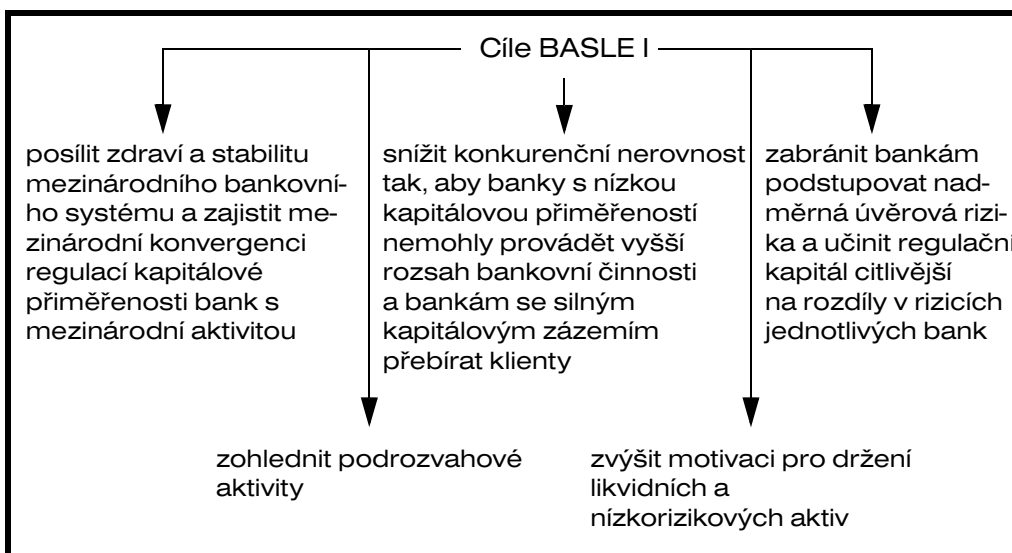 Cíle BASLE I
posílit zdraví a stabilitu
mezinárodního bankovní-
ho systému a zajistit me-
zinárodní konvergenci
regulací kapitálové
přiměřenosti bank s
mezinárodní aktivitou
snížit konkurenční nerovnost
tak, aby banky s nízkou
kapitálovou přiměřeností
nemohly provádět vyšší
rozsah bankovní činnosti
a bankám se silným
kapitálovým zázemím
přebírat klienty
zabránit bankám
podstupovat nad-
měrná úvěrová rizi-
ka a učinit regulační
kapitál citlivější
na rozdíly v rizicích
jednotlivých bank
zohlednit podrozvahové
aktivity
zvýšit motivaci pro držení
likvidních a
nízkorizikových aktiv